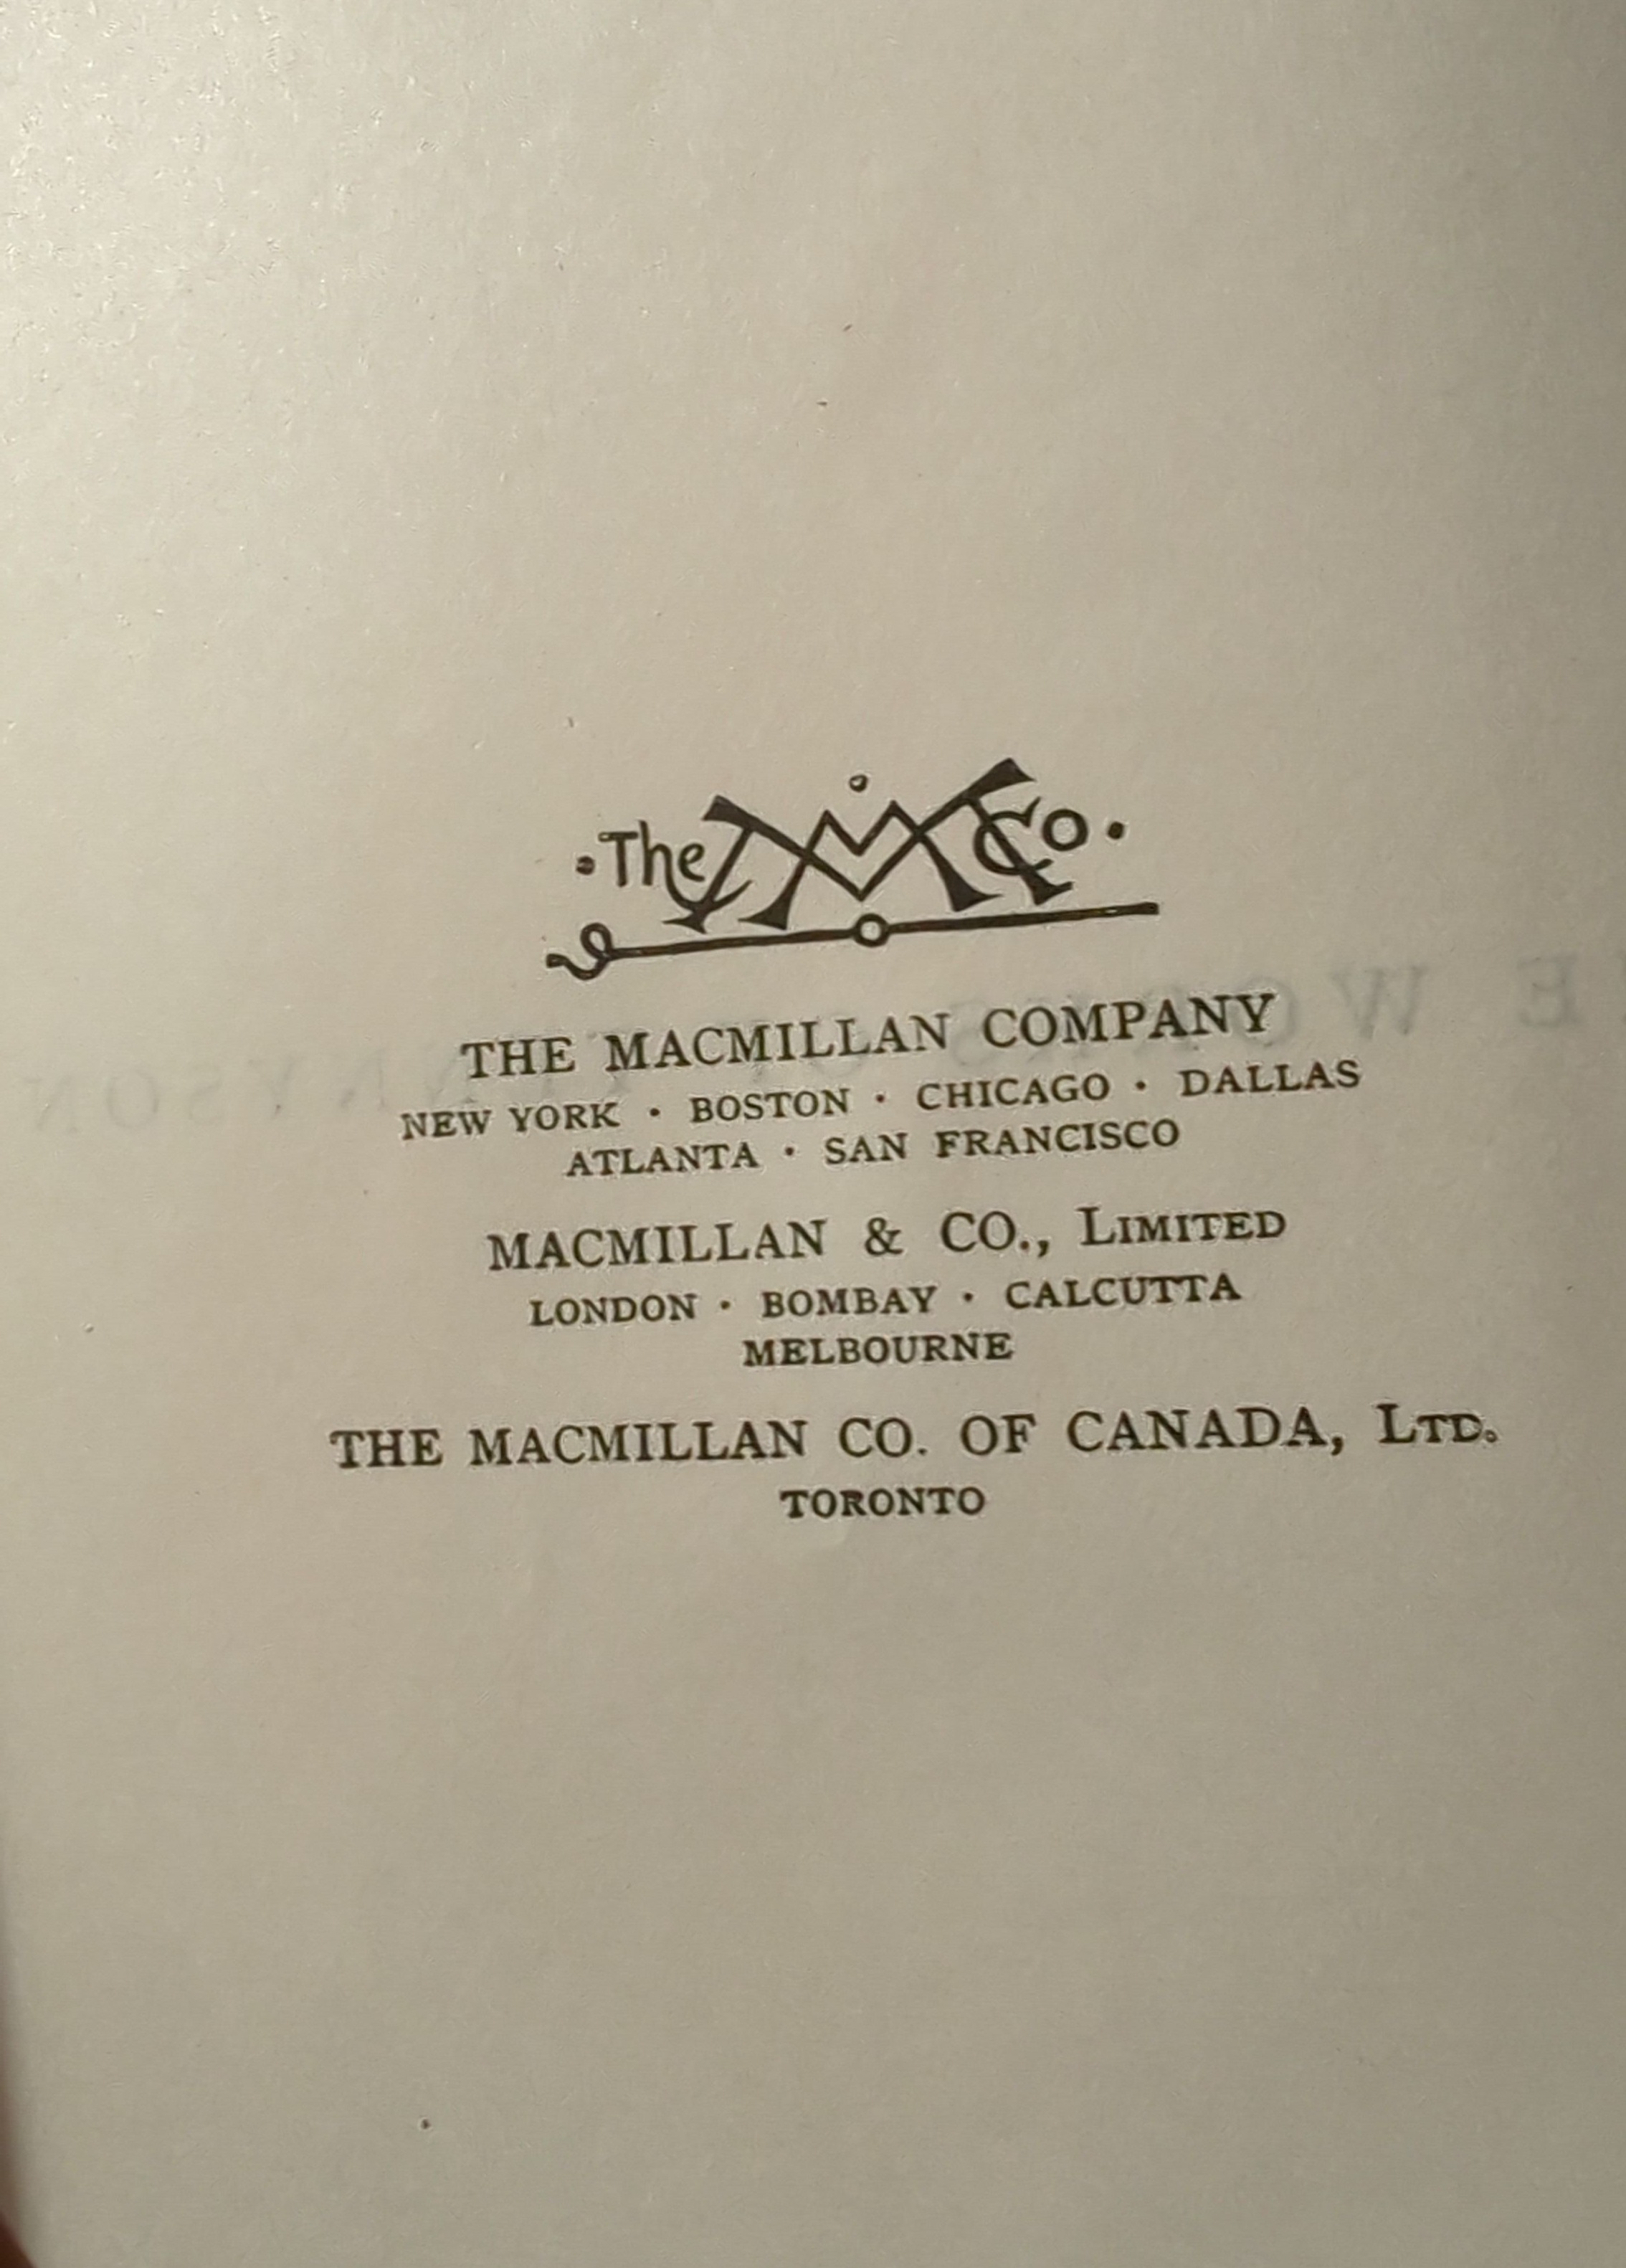 ·The MM Co·
THE MACMILLAN COMPANY
NEW YORK · BOSTON · CHICAGO · DALLAS
ATLANTA · SAN FRANCISCO
MACMILLAN & CO., LIMITED
LONDON · BOMBAY · CALCUTTA
MELBOURNE
THE MACMILLAN CO. OF CANADA, LTD.
TORONTO